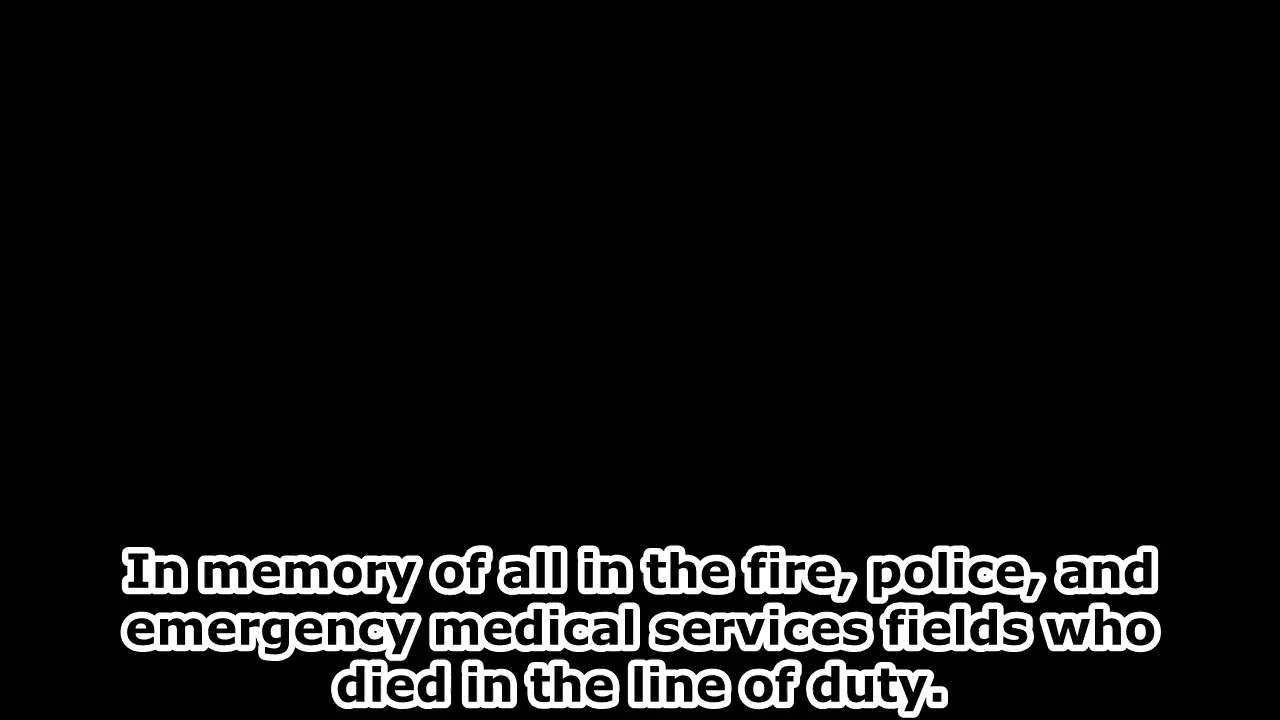 In memory of all in the fire, police, and
emergency medical services fields who
died in the line of duty.